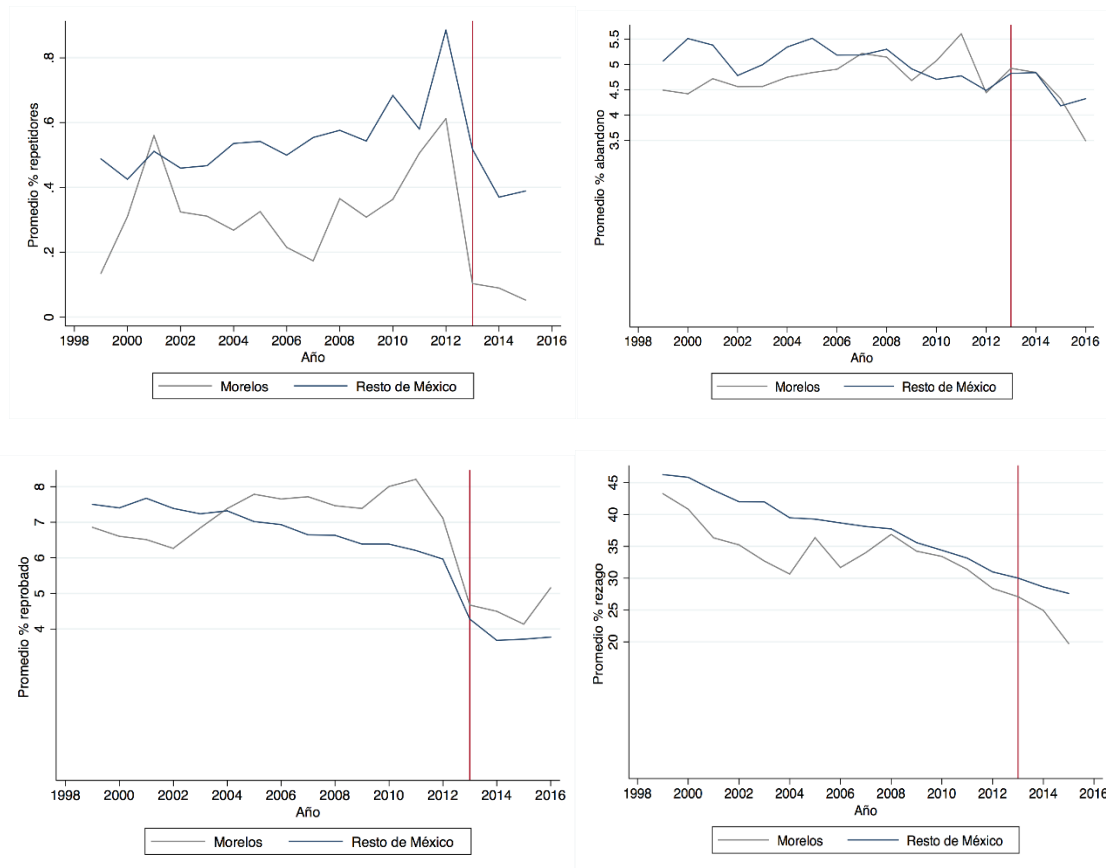 Promedio % repetidores
.8
.6
.4
.2
0
1998 2000 2002 2004 2006 2008 2010 2012 2014 2016
Año
Morelos Resto de México
Promedio % abandono
5.5
5
4.5
4
3.5
1998 2000 2002 2004 2006 2008 2010 2012 2014 2016
Año
Morelos Resto de México
Promedio % reprobado
8
7
6
5
4
1998 2000 2002 2004 2006 2008 2010 2012 2014 2016
Año
Morelos Resto de México
Promedio % rezago
45
40
35
30
25
20
1998 2000 2002 2004 2006 2008 2010 2012 2014 2016
Año
Morelos Resto de México